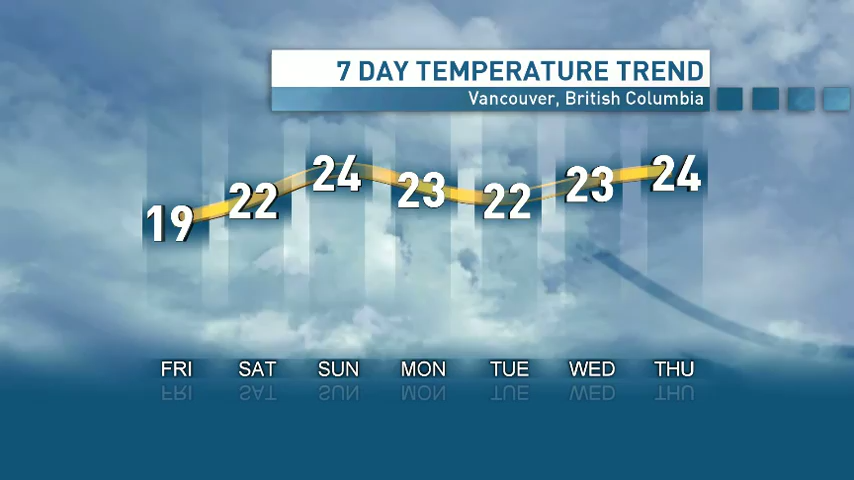 7 DAY TEMPERATURE TREND
Vancouver, British Columbia
19 22 24 23 22 23 24
FRI SAT SUN MON TUE WED THU